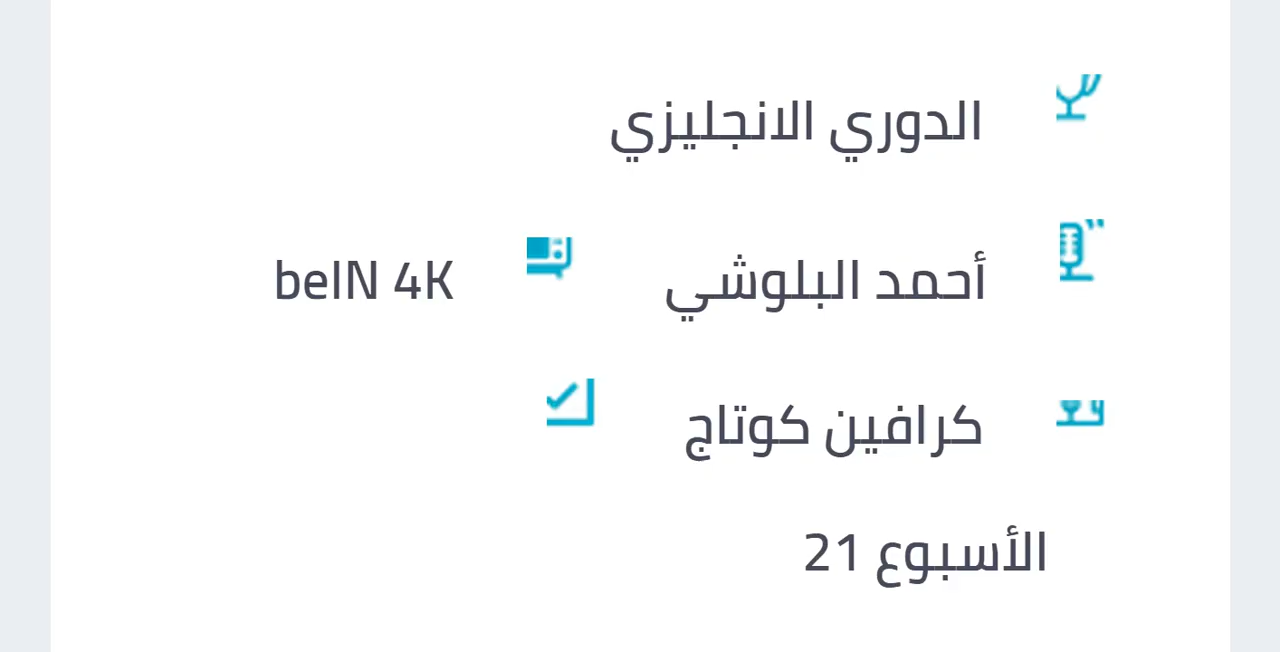 الدوري الانجليزي
أحمد البلوشي beIN 4K
كرافين كوتاج
الأسبوع 21